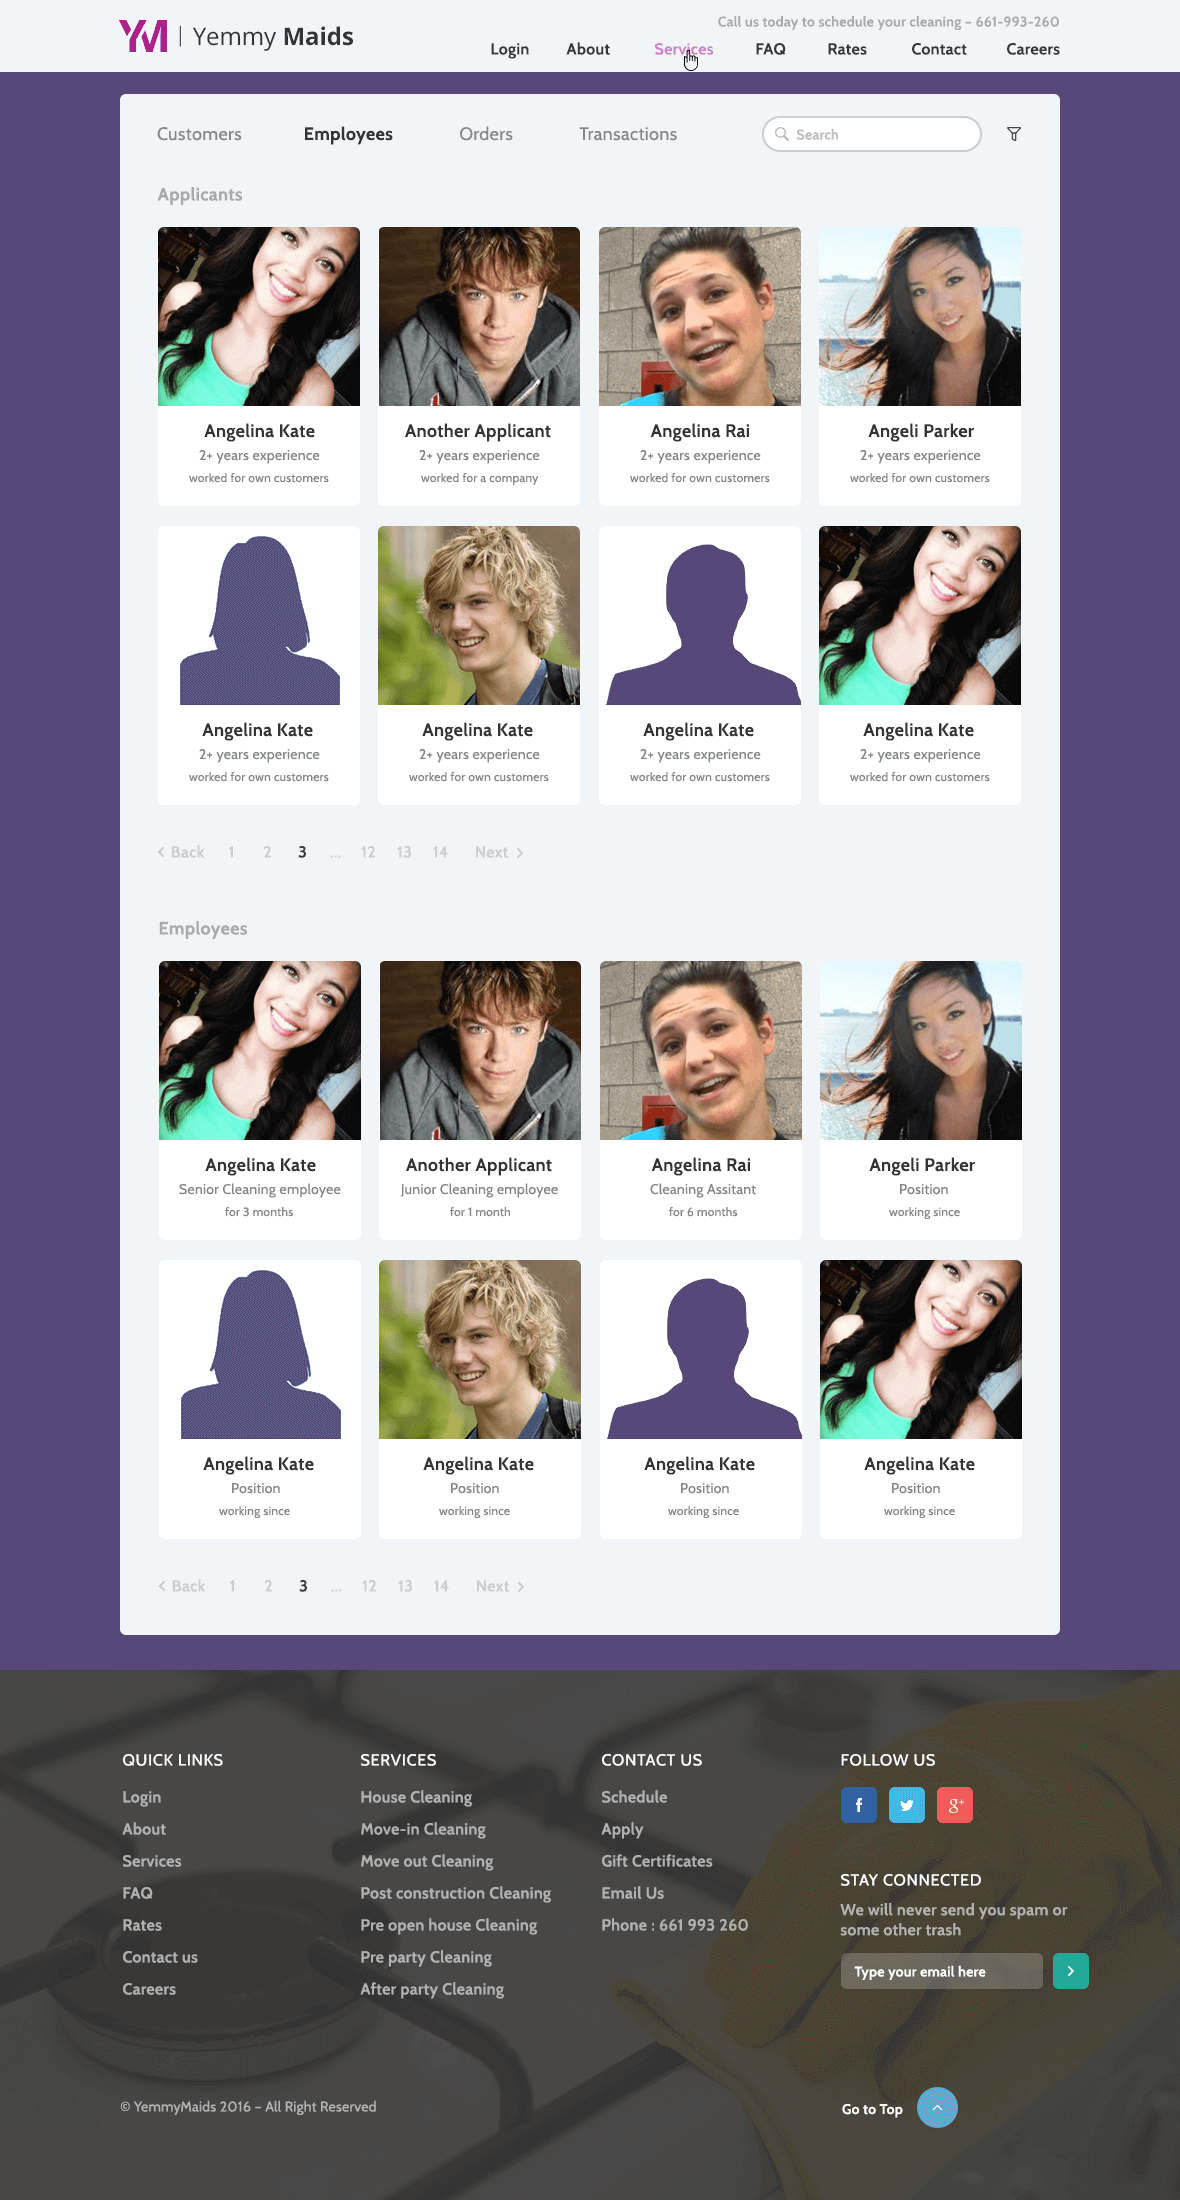 YM | Yemmy Maids
Call us today to schedule your cleaning – 661-993-260
Login About Services FAQ Rates Contact Careers
Customers Employees Orders Transactions Search
Applicants
Angelina Kate Another Applicant Angelina Rai Angeli Parker
2+ years experience 2+ years experience 2+ years experience 2+ years experience
worked for own customers worked for a company worked for own customers worked for own customers
Angelina Kate Angelina Kate Angelina Kate Angelina Kate
2+ years experience 2+ years experience 2+ years experience 2+ years experience
worked for own customers worked for own customers worked for own customers worked for own customers
Back 1 2 3 ... 12 13 14 Next
Employees
Angelina Kate Another Applicant Angelina Rai Angeli Parker
Senior Cleaning employee Junior Cleaning employee Cleaning Assitant Position
for 3 months for 1 month for 6 months working since
Angelina Kate Angelina Kate Angelina Kate Angelina Kate
Position Position Position Position
working since working since working since working since
Back 1 2 3 ... 12 13 14 Next
QUICK LINKS
Login
About
Services
FAQ
Rates
Contact us
Careers
SERVICES
House Cleaning
Move-in Cleaning
Move out Cleaning
Post construction Cleaning
Pre open house Cleaning
Pre party Cleaning
After party Cleaning
CONTACT US
Schedule
Apply
Gift Certificates
Email Us
Phone : 661 993 260
FOLLOW US
f g+
STAY CONNECTED
We will never send you spam or
some other trash
Type your email here
© YemmyMaids 2016 – All Right Reserved
Go to Top